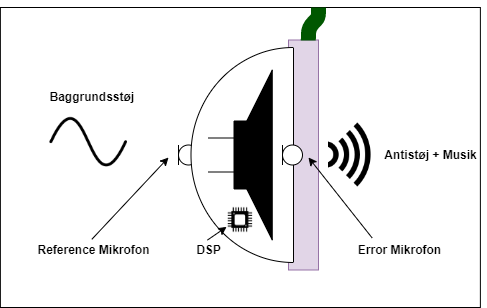 Baggrundsstøj
Antistøj + Musik
Reference Mikrofon
DSP
Error Mikrofon